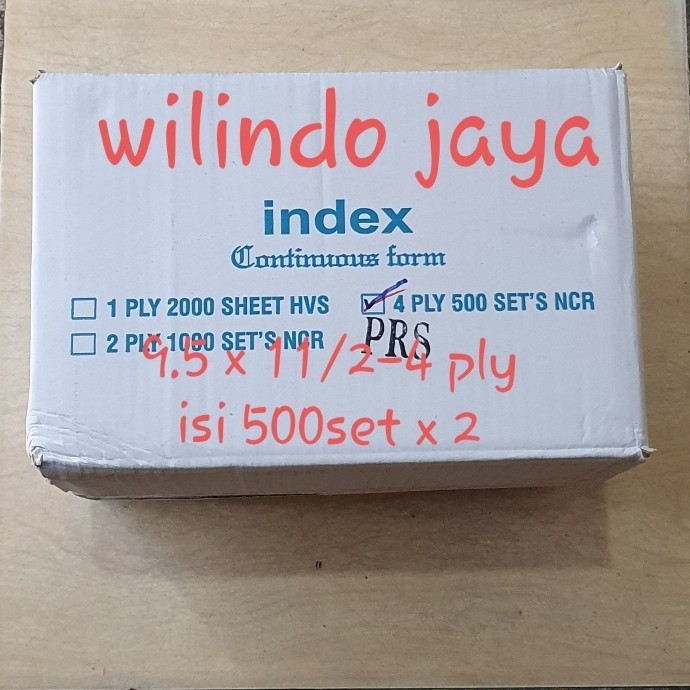 wilindo jaya
index
Continuous form
1 PLY 2000 SHEET HVS
4 PLY 500 SET'S NCR
2 PLY 1000 SET'S NCR
PRS
9.5 x 11/2-4 ply
isi 500set x 2